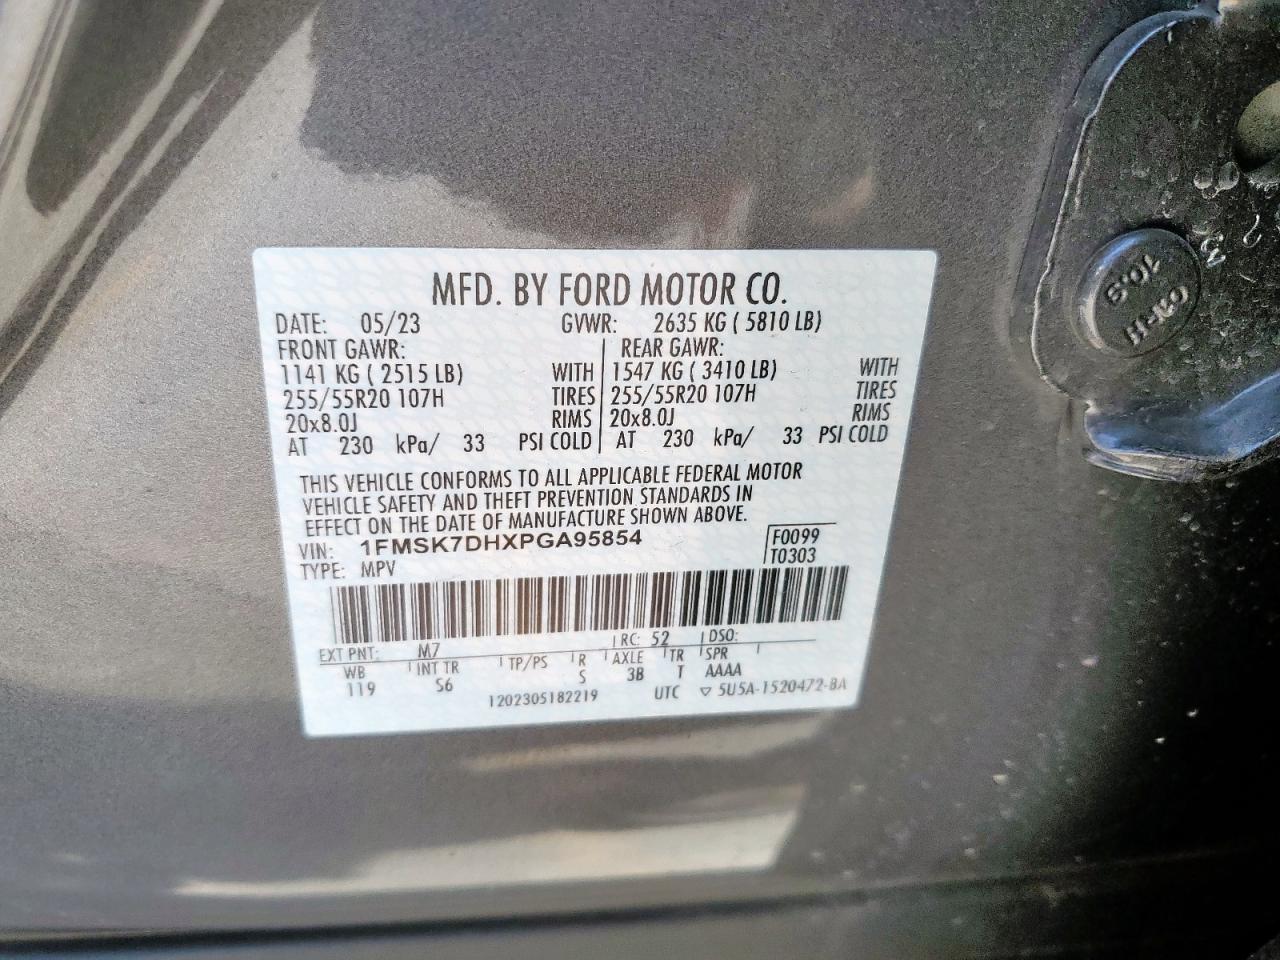 MFD. BY FORD MOTOR CO.
DATE: 05/23 GVWR: 2635 KG ( 5810 LB)
FRONT GAWR: REAR GAWR:
1141 KG ( 2515 LB) WITH 1547 KG ( 3410 LB) WITH
255/55R20 107H TIRES 255/55R20 107H TIRES
20x8.0J RIMS 20x8.0J RIMS
AT 230 kPa/ 33 PSI COLD AT 230 kPa/ 33 PSI COLD
THIS VEHICLE CONFORMS TO ALL APPLICABLE FEDERAL MOTOR
VEHICLE SAFETY AND THEFT PREVENTION STANDARDS IN
EFFECT ON THE DATE OF MANUFACTURE SHOWN ABOVE.
VIN: 1FMSK7DHXPGA95854 F0099
TYPE: MPV T0303
EXT PNT: M7 RC: 52 DSO:
WB INT TR TP/PS R AXLE TR SPR
119 S6 S 3B T AAAA
1202305182219 UTC ▽ 5U5A-1520472-BA
10.9